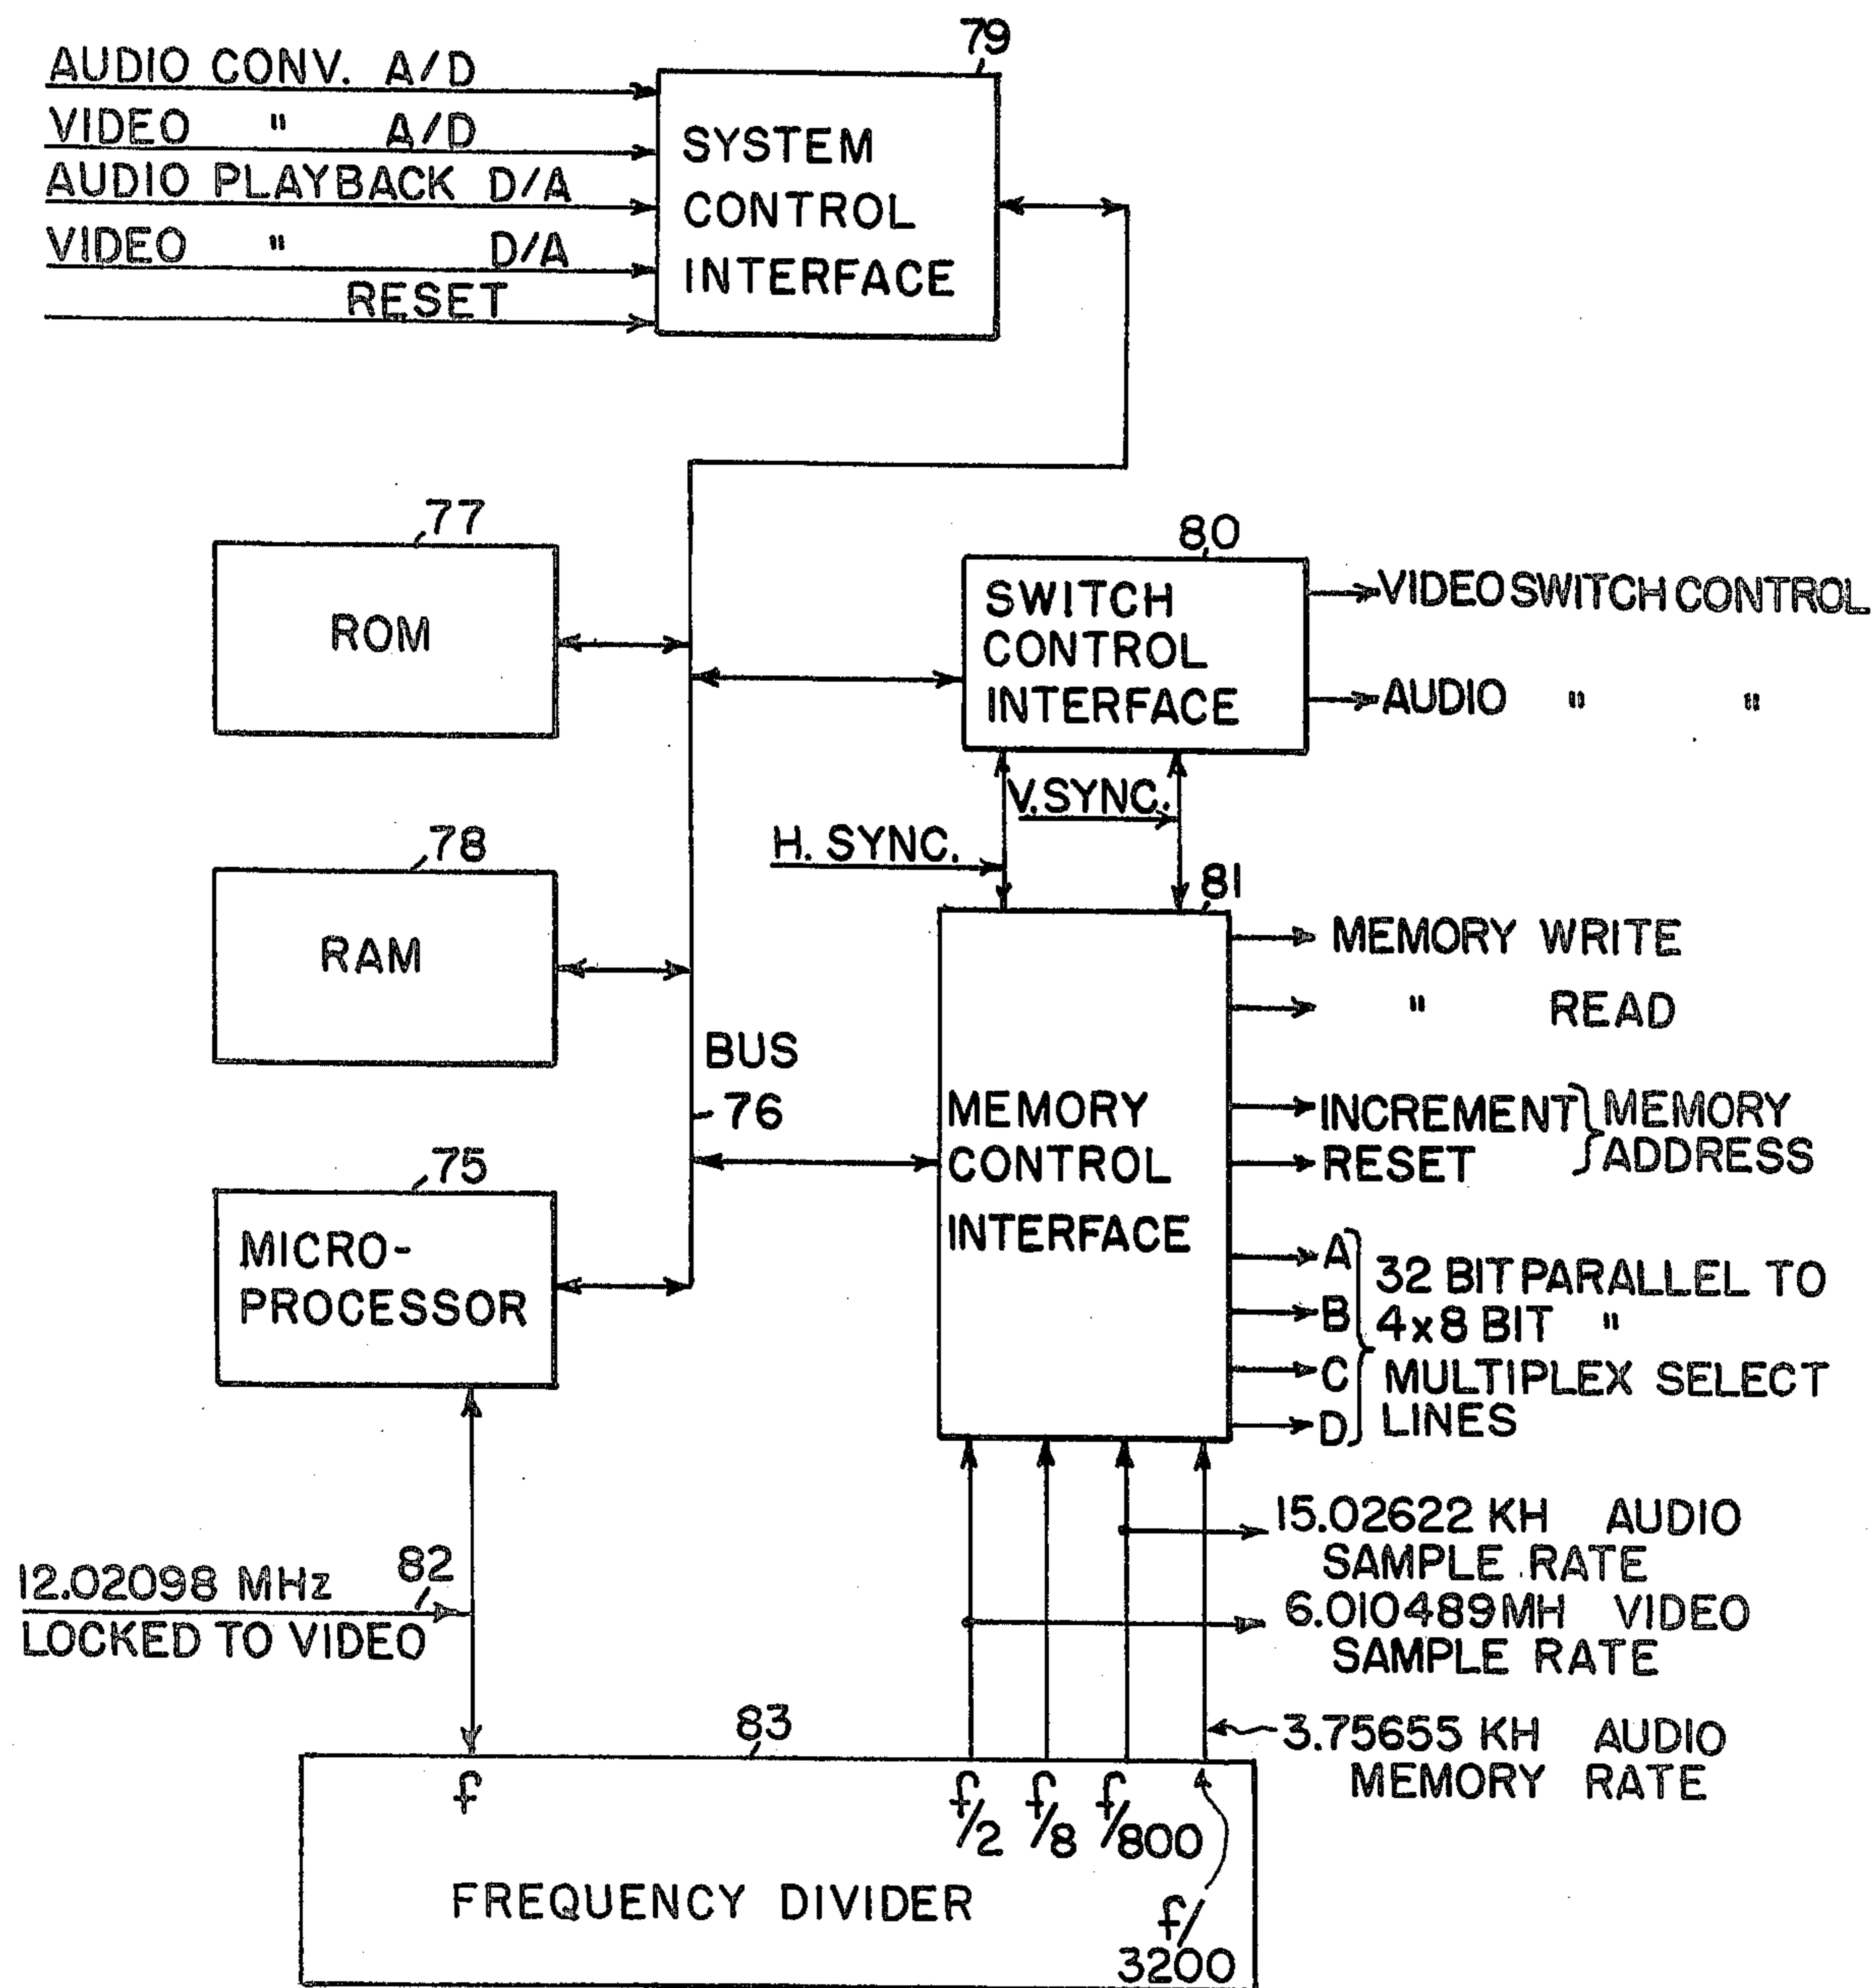 79
AUDIO CONV. A/D
VIDEO " A/D
AUDIO PLAYBACK D/A
VIDEO " D/A
RESET
SYSTEM
CONTROL
INTERFACE
77
ROM
80
SWITCH
CONTROL
INTERFACE
VIDEO SWITCH CONTROL
AUDIO " "
V.SYNC.
H. SYNC.
78
RAM
81
MEMORY
CONTROL
INTERFACE
MEMORY WRITE
" READ
INCREMENT
RESET
MEMORY
ADDRESS
BUS
76
75
MICRO-
PROCESSOR
A
B
C
D
32 BIT PARALLEL TO
4x8 BIT "
MULTIPLEX SELECT
LINES
15.02622 KH AUDIO
SAMPLE RATE
6.010489MH VIDEO
SAMPLE RATE
3.75655 KH AUDIO
MEMORY RATE
12.02098 MHz
LOCKED TO VIDEO
82
83
f
f/2 f/8 f/800
f/
3200
FREQUENCY DIVIDER